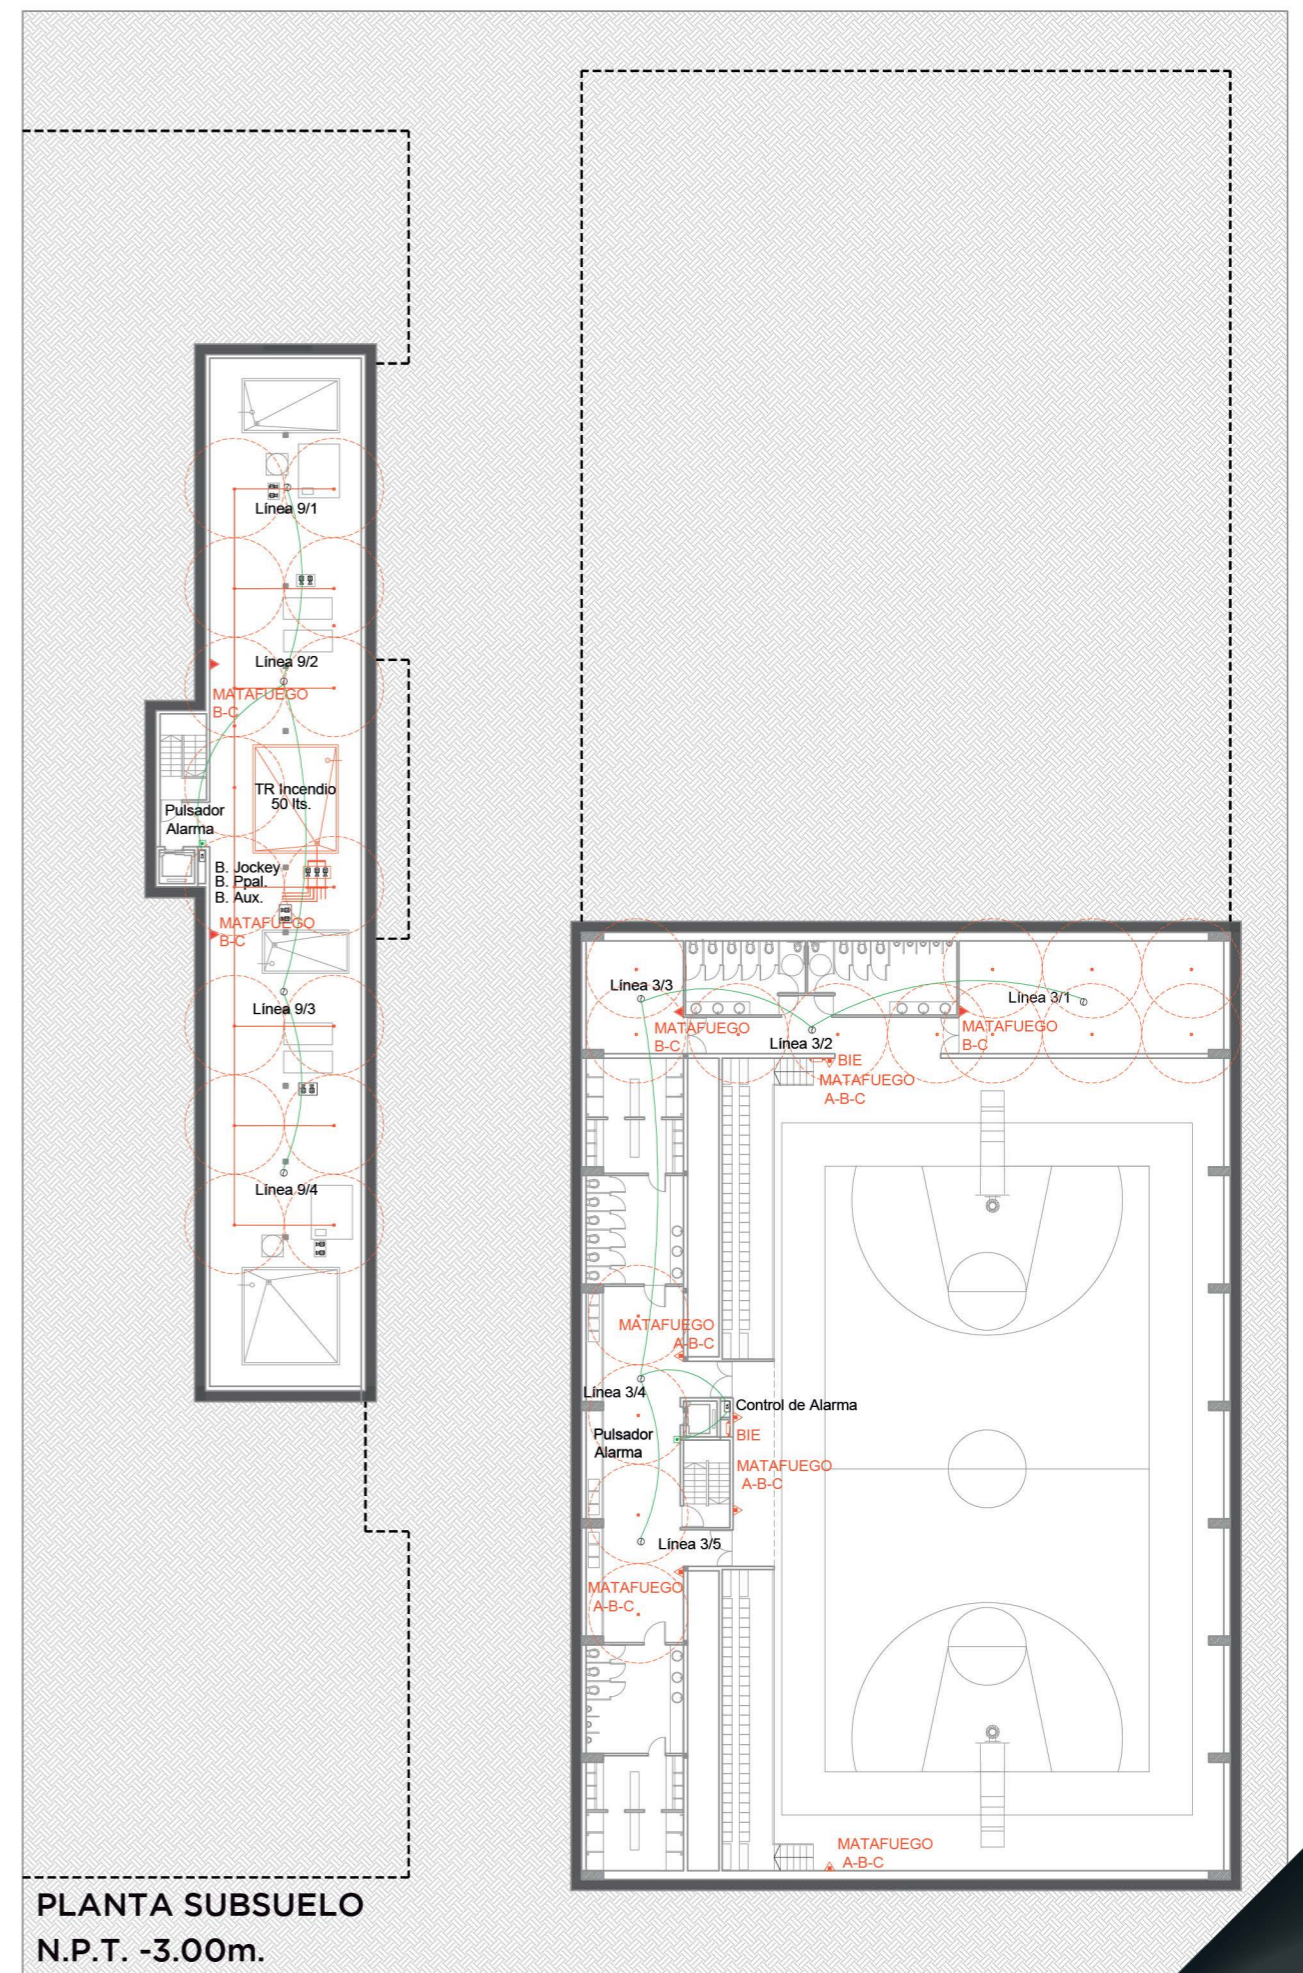 Línea 9/1
Línea 9/2
MATAFUEGO
B-C
TR Incendio
50 lts.
Pulsador
Alarma
B. Jockey
B. Ppal.
B. Aux.
MATAFUEGO
B-C
Línea 9/3
Línea 9/4
Línea 3/3
Línea 3/1
MATAFUEGO
B-C
Línea 3/2
MATAFUEGO
B-C
BIE
MATAFUEGO
A-B-C
MATAFUEGO
A-B-C
Línea 3/4
Control de Alarma
Pulsador
Alarma
BIE
MATAFUEGO
A-B-C
Línea 3/5
MATAFUEGO
A-B-C
MATAFUEGO
A-B-C
PLANTA SUBSUELO
N.P.T. -3.00m.